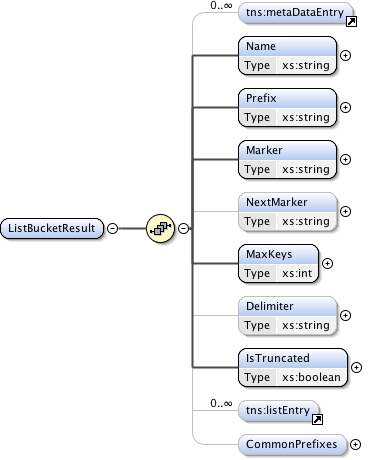 0..∞
tns:metaDataEntry
Name
Type xs:string
Prefix
Type xs:string
Marker
Type xs:string
NextMarker
Type xs:string
ListBucketResult
MaxKeys
Type xs:int
Delimiter
Type xs:string
IsTruncated
Type xs:boolean
0..∞
tns:listEntry
CommonPrefixes